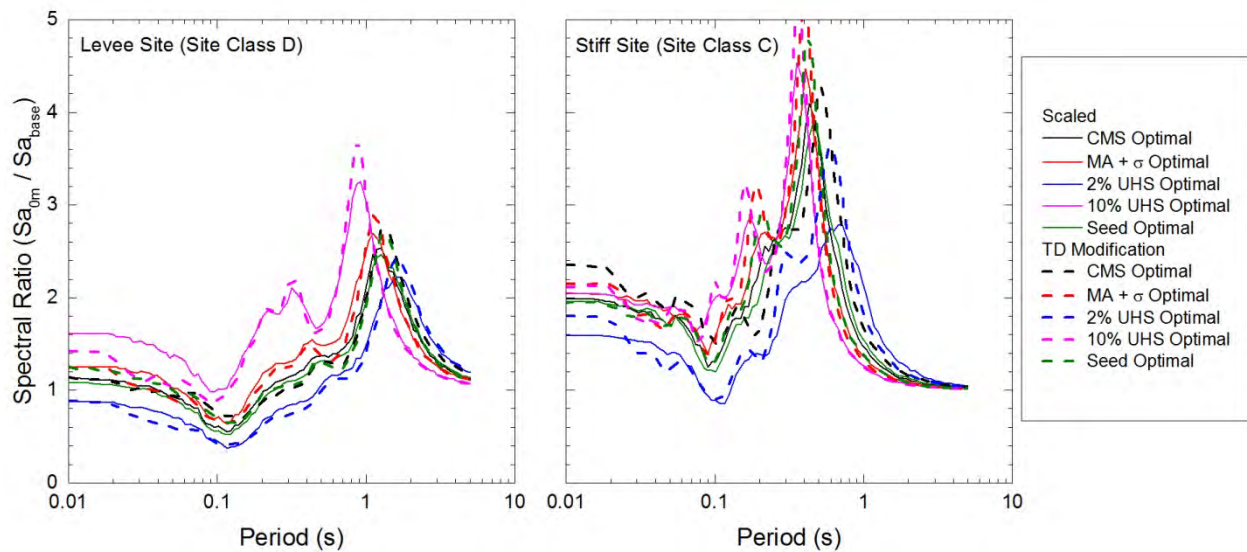 5
4
3
2
1
0
Spectral Ratio (Sa0m / Sabase)
Levee Site (Site Class D)
0.01
0.1
1
10
Period (s)
Stiff Site (Site Class C)
0.01
0.1
1
10
Period (s)
Scaled
CMS Optimal
MA + σ Optimal
2% UHS Optimal
10% UHS Optimal
Seed Optimal
TD Modification
CMS Optimal
MA + σ Optimal
2% UHS Optimal
10% UHS Optimal
Seed Optimal